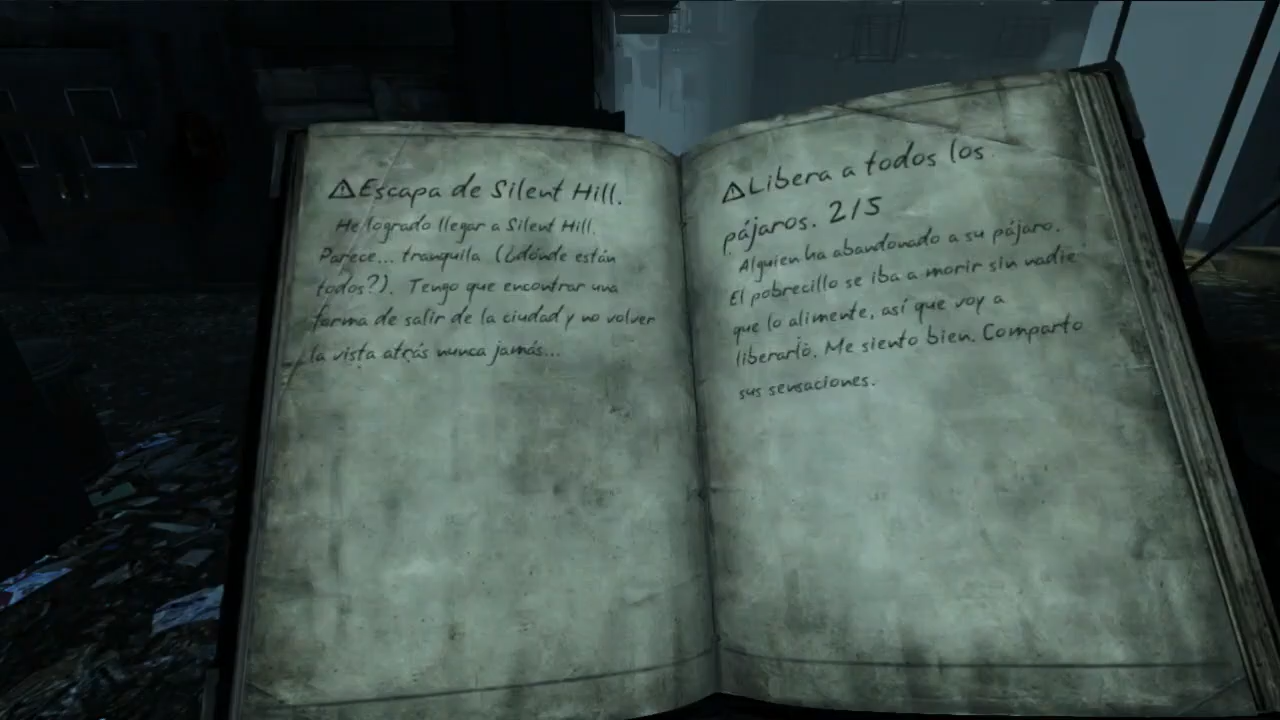 ⚠Escapa de Silent Hill.
He logrado llegar a Silent Hill.
Parece... tranquila (¿dónde están
todos?). Tengo que encontrar una
forma de salir de la ciudad y no volver
la vista atrás nunca jamás...
⚠Libera a todos los
pájaros. 2/5
Alguien ha abandonado a su pájaro.
El pobrecillo se iba a morir sin nadie
que lo alimente, así que voy a
liberarlo. Me siento bien. Comparto
sus sensaciones.